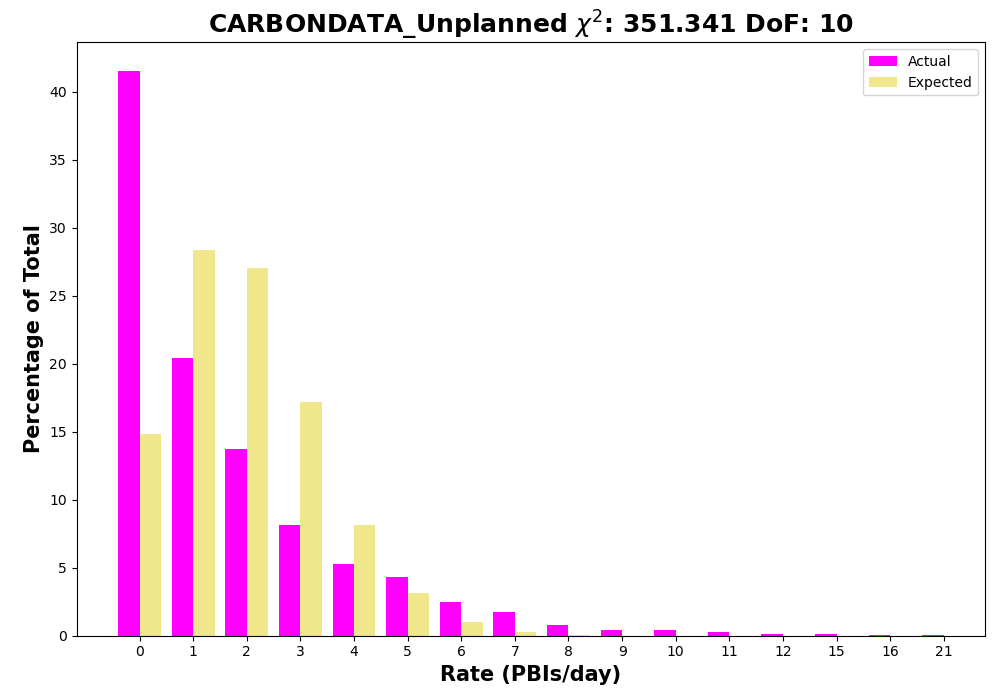 CARBONDATA_Unplanned χ²: 351.341 DoF: 10
Actual
Expected
Percentage of Total
40
35
30
25
20
15
10
5
0
0 1 2 3 4 5 6 7 8 9 10 11 12 15 16 21
Rate (PBIs/day)